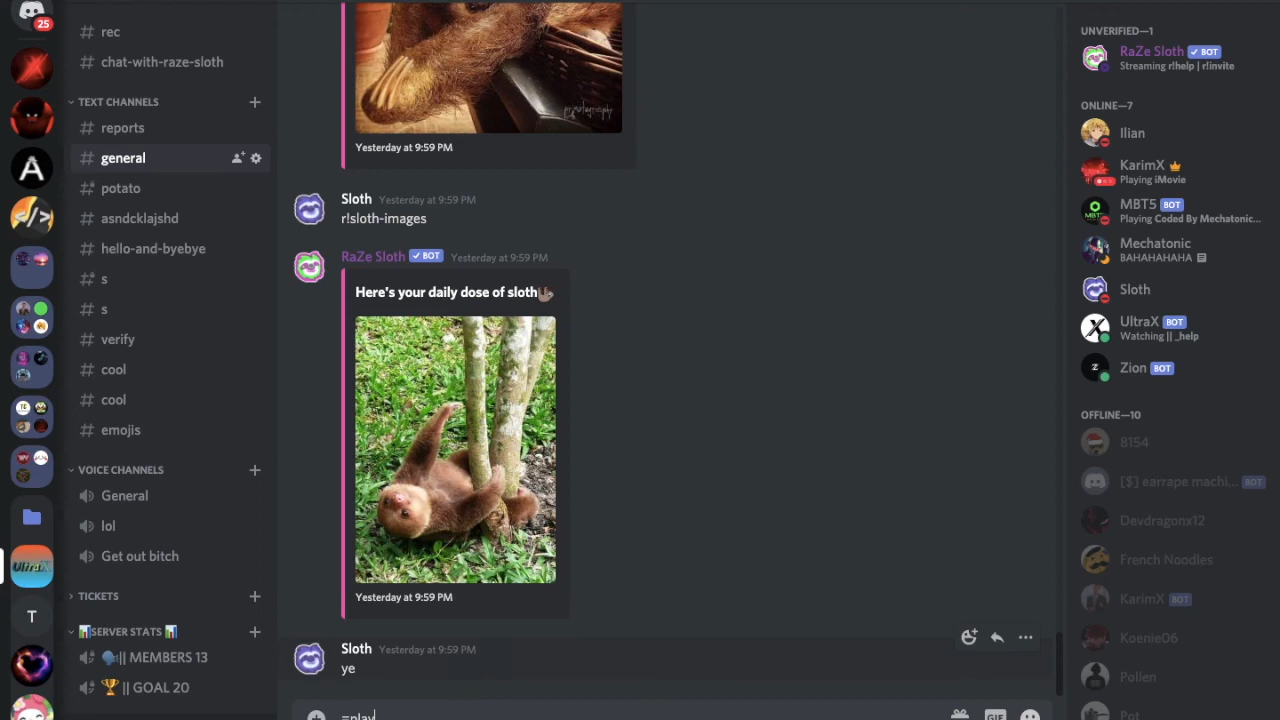 25
rec
chat-with-raze-sloth
TEXT CHANNELS
reports
general
potato
asndcklajshd
hello-and-byebye
s
s
verify
cool
cool
emojis
VOICE CHANNELS
General
lol
Get out bitch
TICKETS
SERVER STATS
|| MEMBERS 13
|| GOAL 20
UltraX
T
Yesterday at 9:59 PM
Sloth Yesterday at 9:59 PM
r!sloth-images
RaZe Sloth BOT Yesterday at 9:59 PM
Here's your daily dose of sloth
Yesterday at 9:59 PM
Sloth Yesterday at 9:59 PM
ye
=play
GIF
UNVERIFIED—1
RaZe Sloth BOT
Streaming r!help | r!invite
ONLINE—7
Ilian
KarimX
Playing iMovie
MBT5 BOT
Playing Coded By Mechatonic...
Mechatonic
BAHAHAHAHA
Sloth
UltraX BOT
Watching || _help
Zion BOT
OFFLINE—10
8154
[$] earrape machi... BOT
Devdragonx12
French Noodles
KarimX BOT
Koenie06
Pollen
Pot